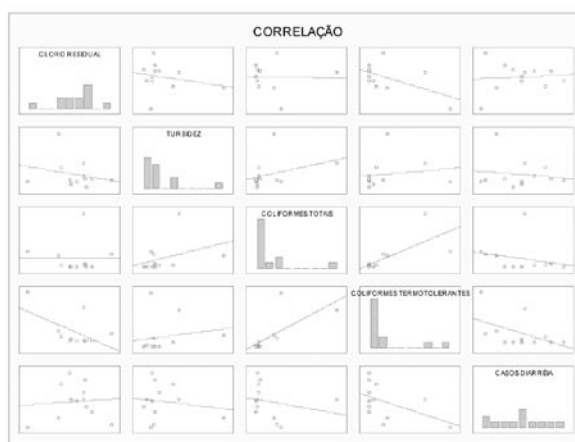 CORRELAÇÃO
CLORO RESIDUAL
TURBIDEZ
COLIFORMES TOTAIS
COLIFORMES TERMOTOLERANTES
CASOS DIARRÉIA